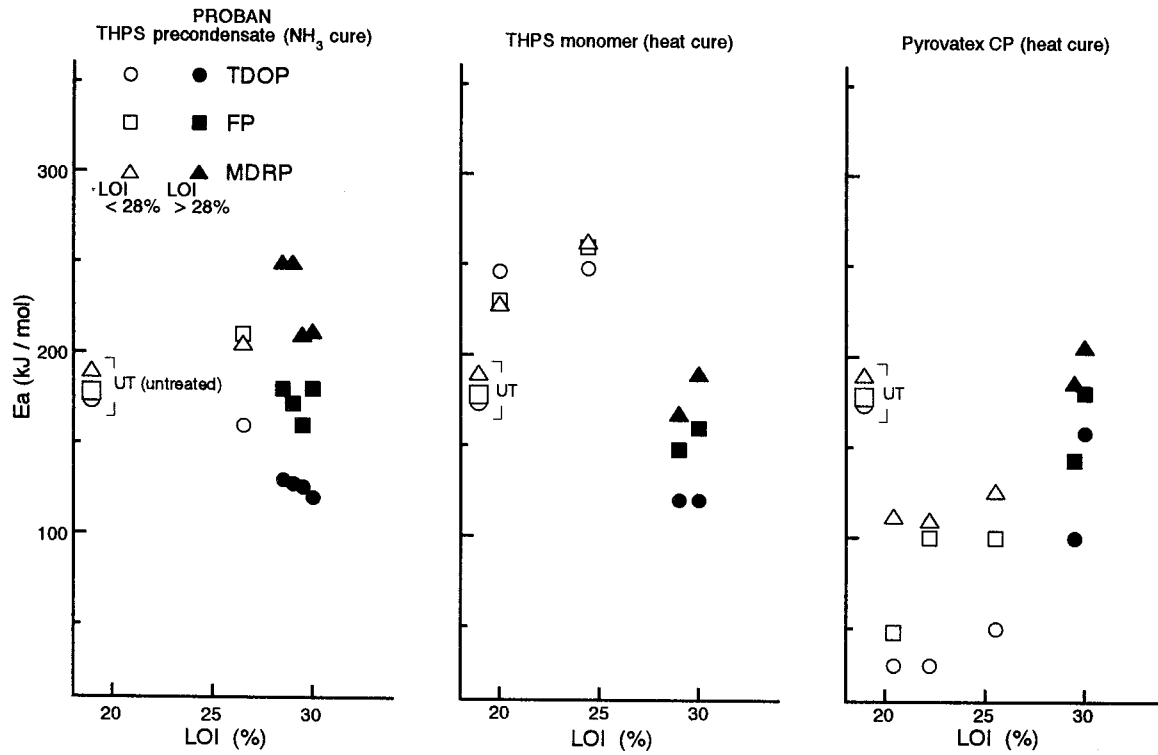 PROBAN
THPS precondensate (NH3 cure)
TDOP
FP
MDRP
LOI LOI
< 28% > 28%
300
200
100
Ea (kJ / mol)
UT (untreated)
20 25 30
LOI (%)
THPS monomer (heat cure)
UT
20 25 30
LOI (%)
Pyrovatex CP (heat cure)
UT
20 25 30
LOI (%)